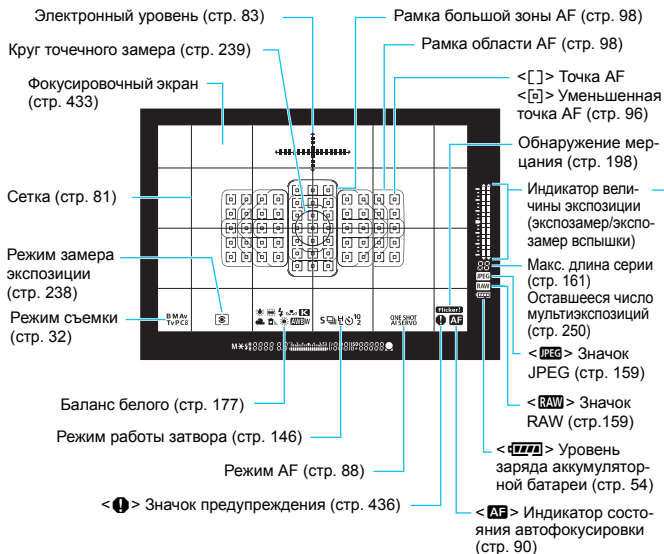 Электронный уровень (стр. 83)
Рамка большой зоны AF (стр. 98)
Круг точечного замера (стр. 239)
Рамка области AF (стр. 98)
Фокусировочный экран
(стр. 433)
<[ ]> Точка AF
<[▫]> Уменьшенная
точка AF (стр. 96)
Обнаружение мер-
цания (стр. 198)
Сетка (стр. 81)
Индикатор вели-
чины экспозиции
(экспозамер/экспо-
замер вспышки)
Режим замера
экспозиции
(стр. 238)
Макс. длина серии
(стр. 161)
Оставшееся число
мультиэкспозиций
(стр. 250)
Режим съемки
(стр. 32)
JPEG
RAW
Flicker!
B M Av
Tv P C8
K
AWB W
S
10
2
ONE SHOT
AI SERVO
AF
<JPEG> Значок
JPEG (стр. 159)
Баланс белого (стр. 177)
<RAW> Значок
RAW (стр.159)
Режим работы затвора (стр. 146)
Режим AF (стр. 88)
< > Уровень
заряда аккумулятор-
ной батареи (стр. 54)
<!> Значок предупреждения (стр. 436)
<AF> Индикатор состо-
яния автофокусировки
(стр. 90)